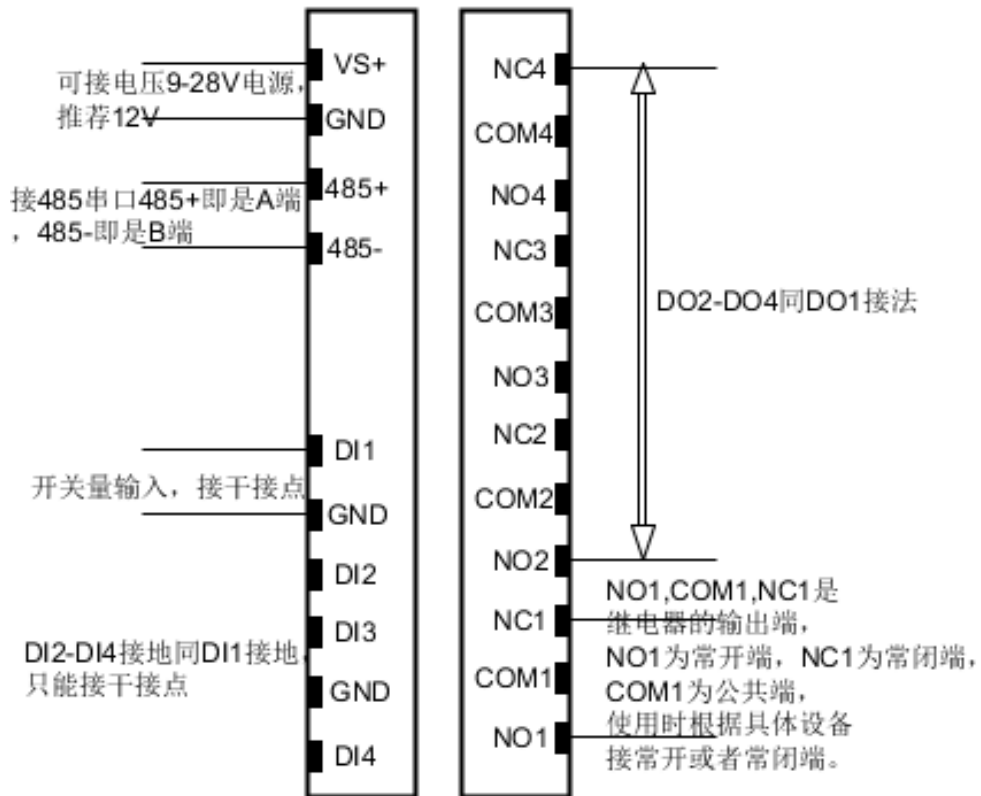 VS+
可接电压9-28V电源，
推荐12V
GND
485+
接485串口485+即是A端
，485-即是B端
485-
DI1
开关量输入，接干接点
GND
DI2
DI3
DI2-DI4接地同DI1接地，
只能接干接点
GND
DI4
NC4
COM4
NO4
NC3
COM3
NO3
NC2
COM2
NO2
NC1
COM1
NO1
DO2-DO4同DO1接法
NO1,COM1,NC1是
继电器的输出端，
NO1为常开端，NC1为常闭端，
COM1为公共端，
使用时根据具体设备
接常开或者常闭端。